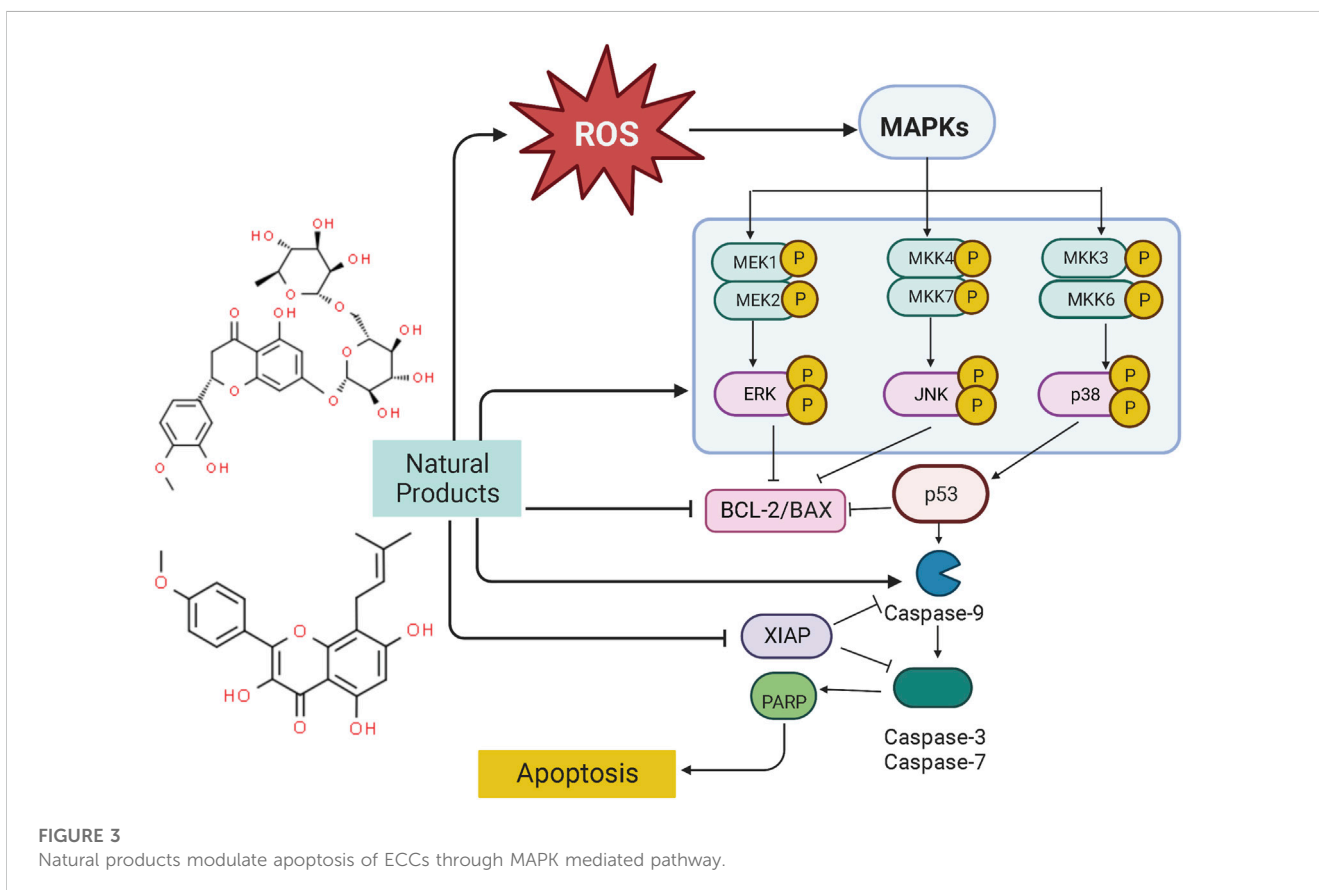 ROS
MAPKs
MEK1 P
MEK2 P
MKK4 P
MKK7 P
MKK3 P
MKK6 P
ERK P P
JNK P P
p38 P P
OH
HO
OH
O
O
O
OH
O
OH
O
OH
O
O
OH
OH
O
OH
Natural
Products
BCL-2/BAX
p53
Caspase-9
XIAP
PARP
Caspase-3
Caspase-7
Apoptosis
O
O
OH
HO
O
OH
FIGURE 3
Natural products modulate apoptosis of ECCs through MAPK mediated pathway.